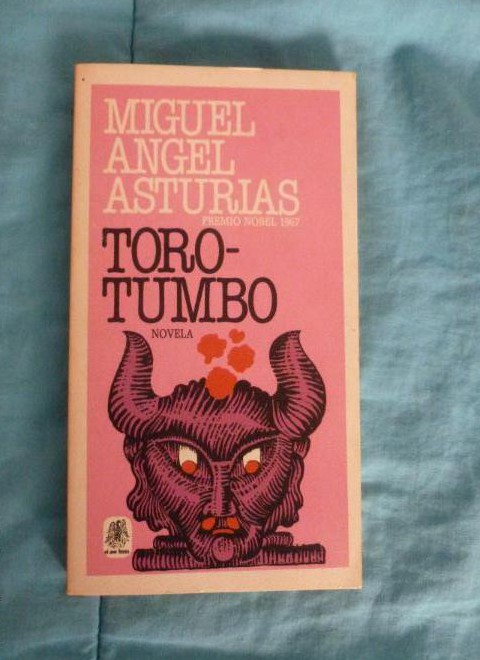 MIGUEL
ANGEL
ASTURIAS
PREMIO NOBEL 1967
TORO-
TUMBO
NOVELA